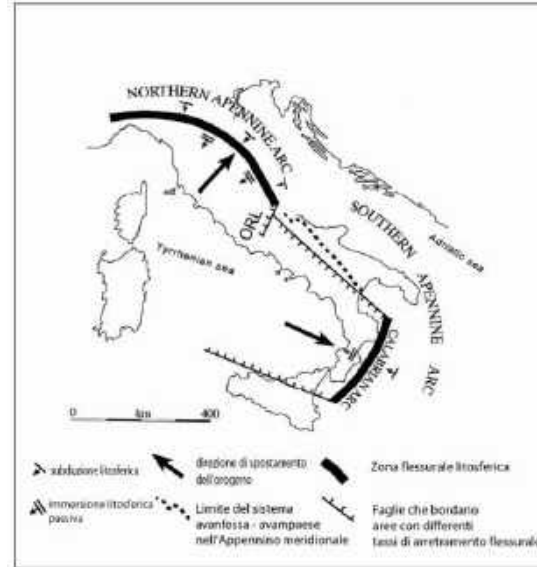 NORTHERN APENNINE ARC
SOUTHERN APENNINE ARC
ORL
Adriatic sea
Tyrrhenian sea
CALABRIAN ARC
0 km 400
subduzione litosferica
direzione di spostamento
dell'orogeno
Zona flessurale litosferica
immersione litosferica
passiva
Limite del sistema
avanfossa - avampaese
nell'Appennino meridionale
Faglie che bordano
aree con differenti
tassi di arretramento flessurale